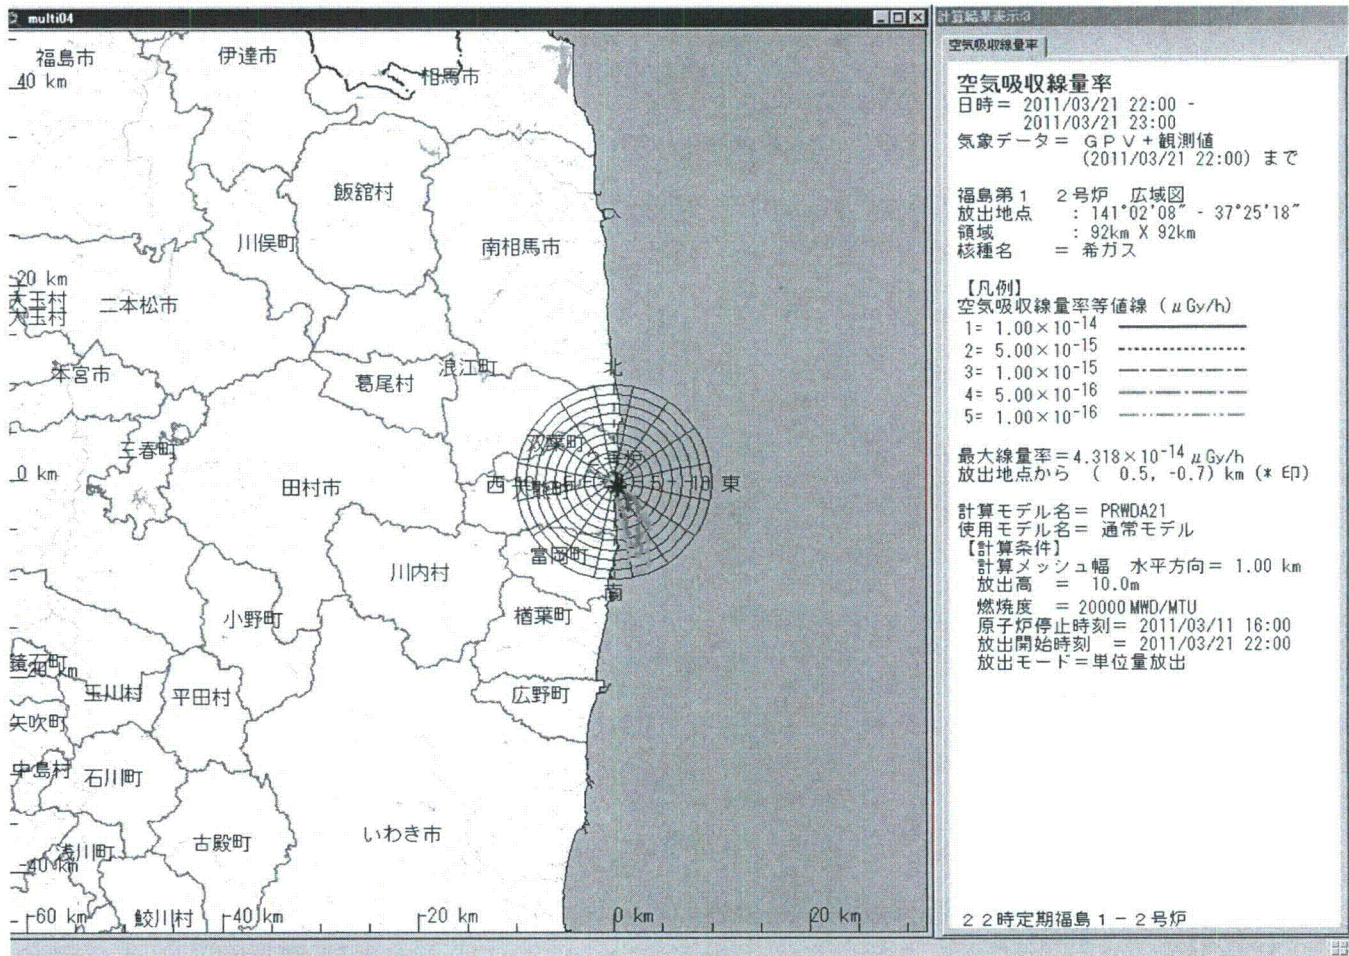 multi04
福島市
伊達市
相馬市
40 km
飯舘村
川俣町
南相馬市
20 km
大玉村
大玉村
二本松市
本宮市
葛尾村
浪江町
北
三春町
双葉町
0 km
田村市
西
東
富岡町
川内村
南
小野町
楢葉町
鏡石町
-20 km
玉川村
平田村
広野町
矢吹町
中島村
石川町
いわき市
古殿町
浅川町
-40 km
鮫川村
-60 km
-40 km
-20 km
0 km
20 km
計算結果表示:3
空気吸収線量率
空気吸収線量率
日時= 2011/03/21 22:00 -
2011/03/21 23:00
気象データ= GPV+観測値
(2011/03/21 22:00) まで
福島第1 2号炉 広域図
放出地点 : 141°02'08" - 37°25'18"
領域 : 92km X 92km
核種名 = 希ガス
【凡例】
空気吸収線量率等値線 (μGy/h)
1= 1.00×10⁻¹⁴
2= 5.00×10⁻¹⁵
3= 1.00×10⁻¹⁵
4= 5.00×10⁻¹⁶
5= 1.00×10⁻¹⁶
最大線量率=4.318×10⁻¹⁴μGy/h
放出地点から ( 0.5, -0.7) km (* 印)
計算モデル名= PRWDA21
使用モデル名= 通常モデル
【計算条件】
計算メッシュ幅 水平方向= 1.00 km
放出高 = 10.0m
燃焼度 = 20000MWD/MTU
原子炉停止時刻= 2011/03/11 16:00
放出開始時刻 = 2011/03/21 22:00
放出モード=単位量放出
22時定期福島1-2号炉